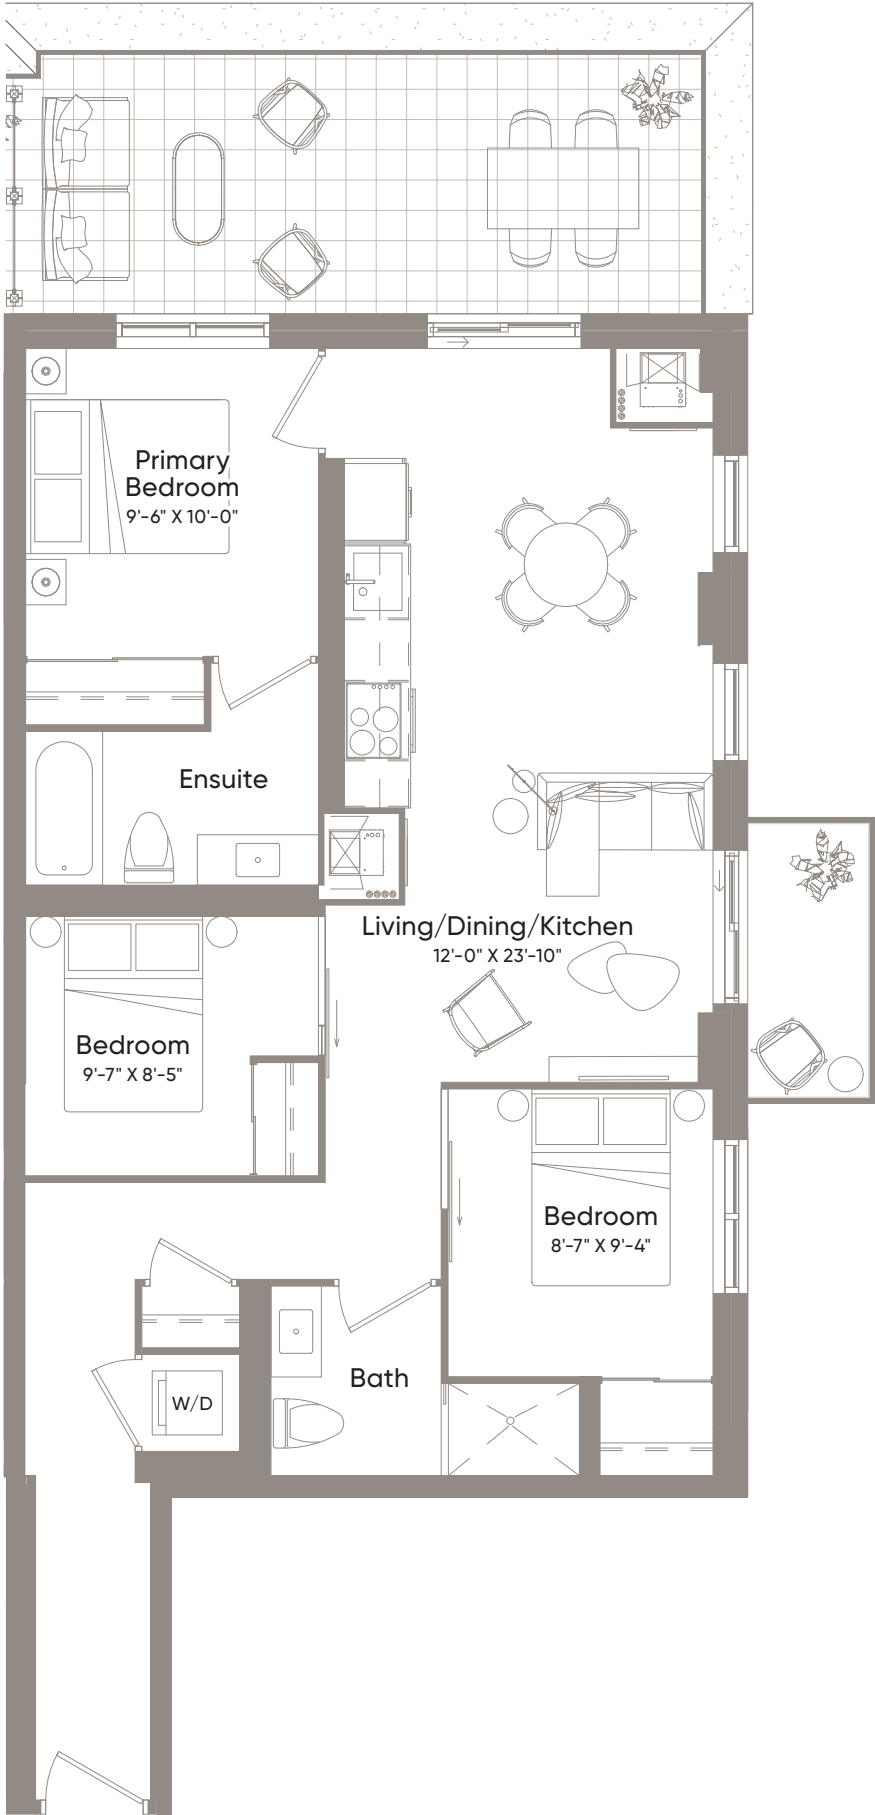 Primary
Bedroom
9'-6" X 10'-0"
Ensuite
Living/Dining/Kitchen
12'-0" X 23'-10"
Bedroom
9'-7" X 8'-5"
Bedroom
8'-7" X 9'-4"
Bath
W/D